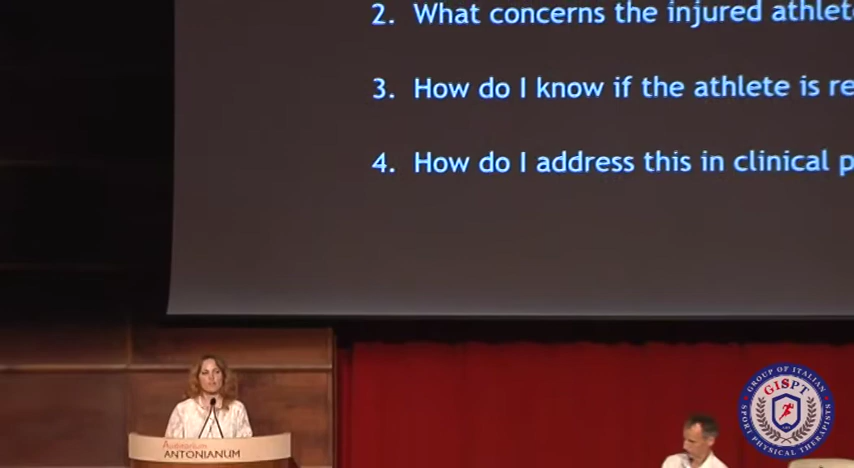 2. What concerns the injured athlete
3. How do I know if the athlete is re
4. How do I address this in clinical p
Auditorium
ANTONIANUM
GROUP OF ITALIAN
GISPT
SPORT PHYSICAL THERAPISTS